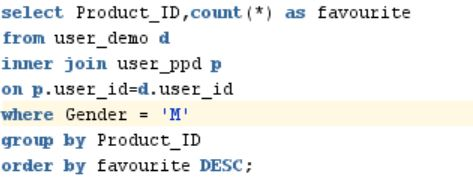 select Product_ID,count(*) as favourite
from user_demo d
inner join user_ppd p
on p.user_id=d.user_id
where Gender = 'M'
group by Product_ID
order by favourite DESC;